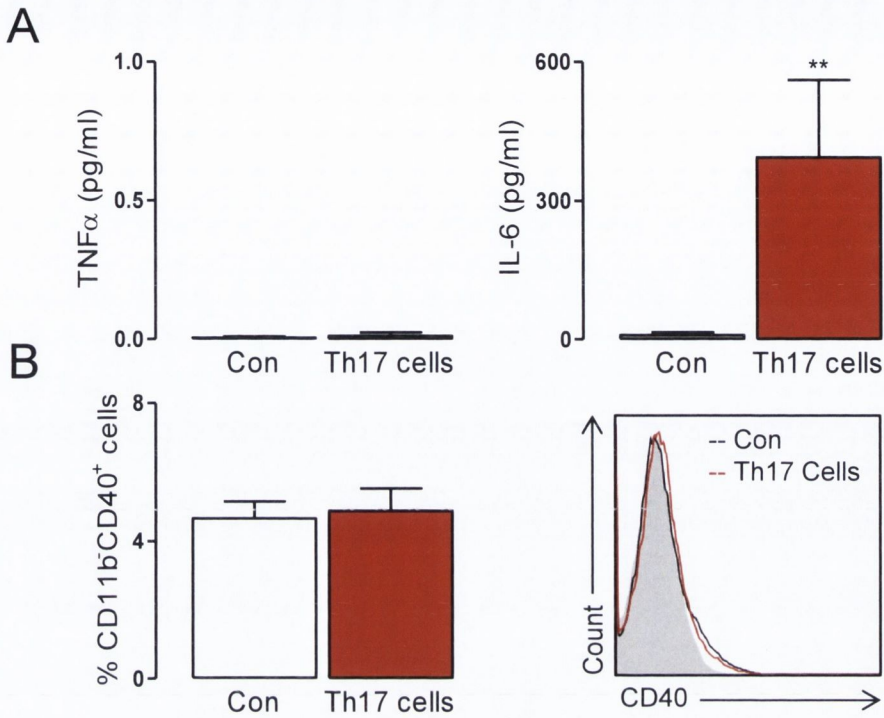 A
TNFα (pg/ml)
1.0
0.5
0.0
Con
Th17 cells
IL-6 (pg/ml)
600
300
0
**
Con
Th17 cells
B
% CD11b⁻CD40⁺ cells
8
4
0
Con
Th17 cells
Count
-- Con
-- Th17 Cells
CD40